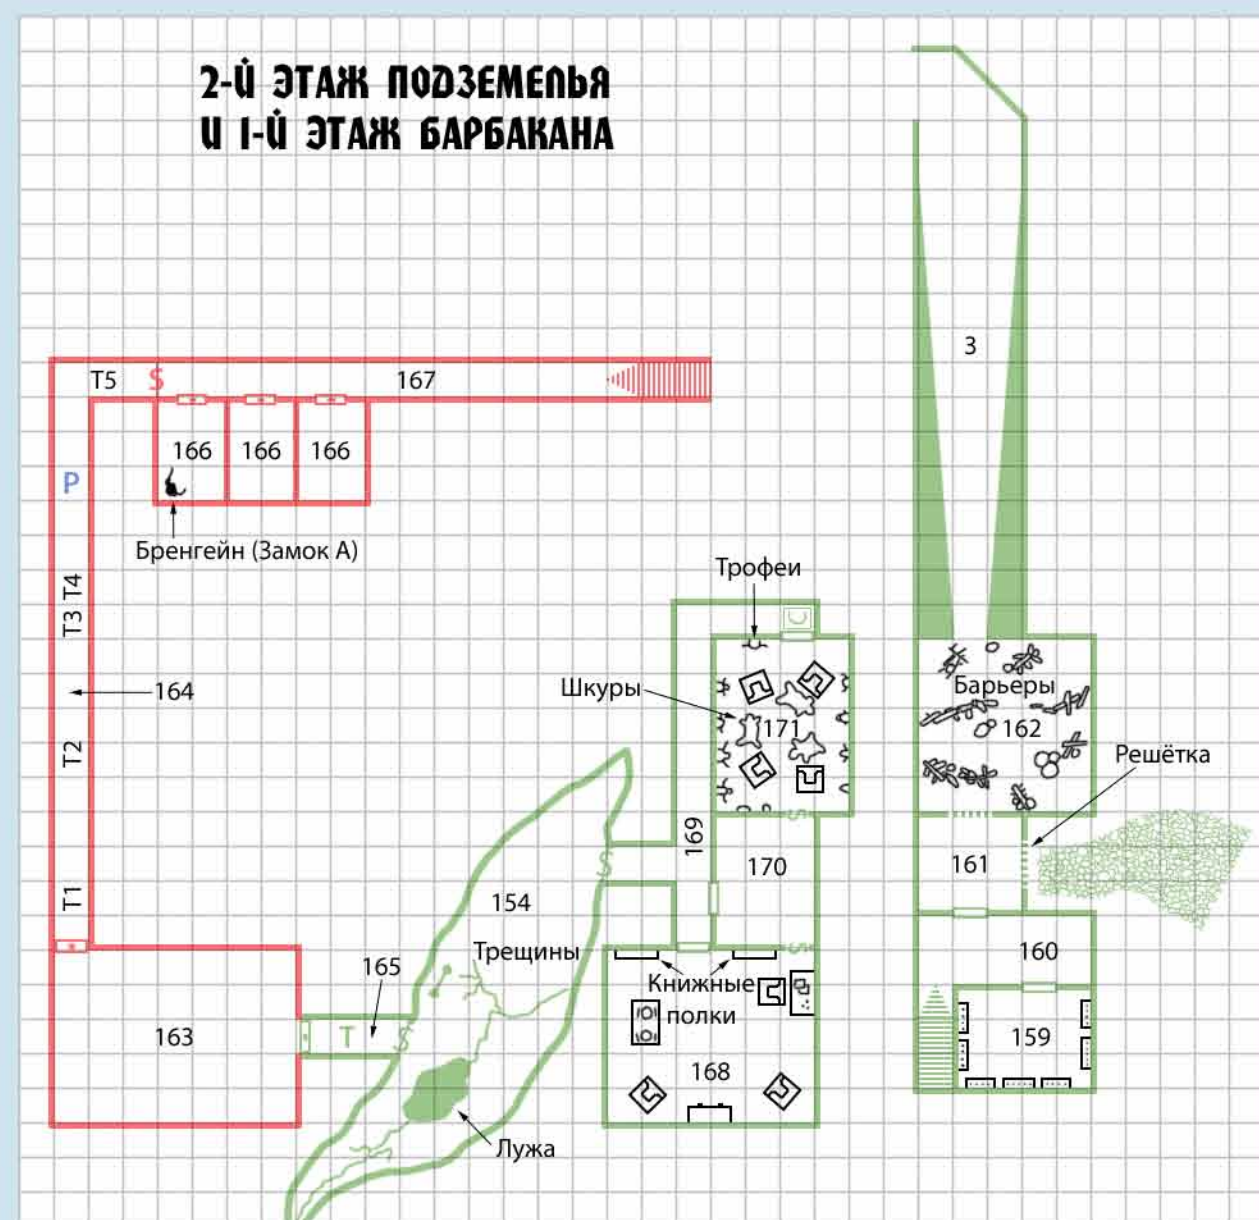 2-Й ЭТАЖ ПОДЗЕМЕЛЬЯ
И 1-Й ЭТАЖ БАРБАКАНА
3
T5 S 167
166 166 166
P
Бренгейн (Замок А)
Трофеи
T4
T3
Шкуры
164
Барьеры
171
162
T2
Решётка
169
S
S
170
161
T1
154
Трещины
S
160
165
Книжные
полки
163
T
S
159
168
Лужа